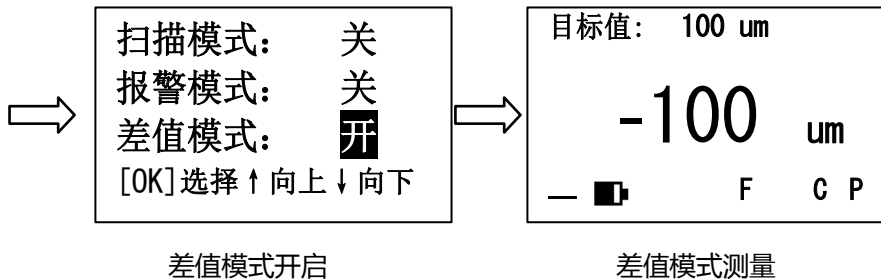 扫描模式： 关
报警模式： 关
差值模式： 开
[OK]选择↑向上↓向下
目标值： 100 um
-100 um
F C P
差值模式开启
差值模式测量